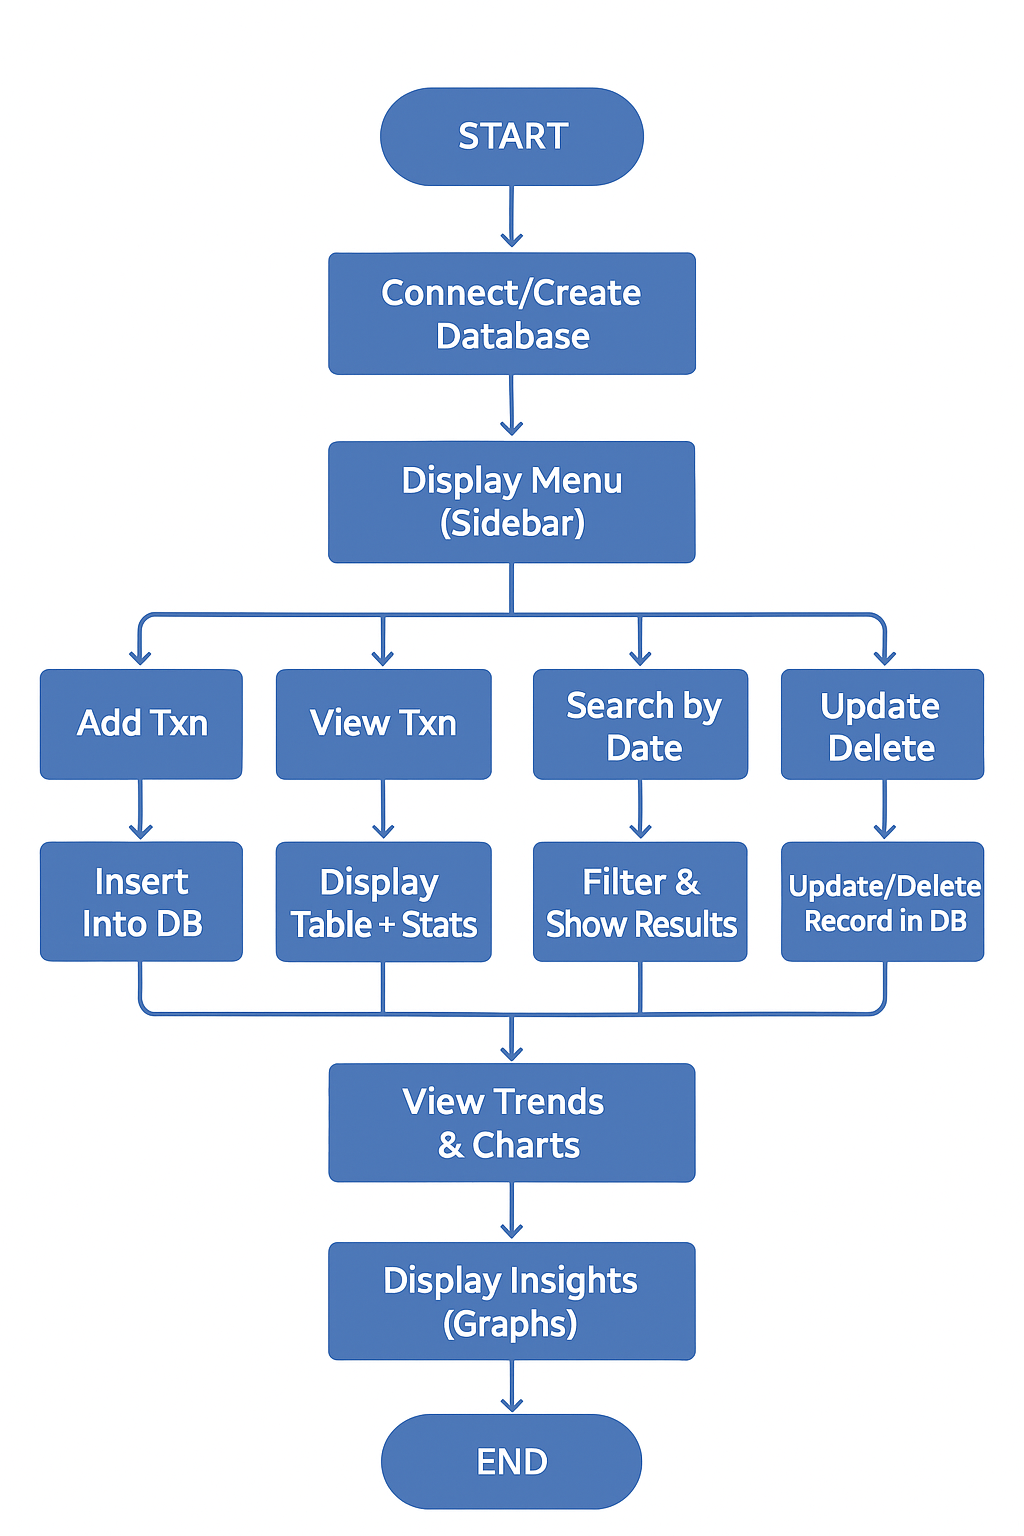 START
Connect/Create
Database
Display Menu
(Sidebar)
Add Txn
View Txn
Search by
Date
Update
Delete
Insert
Into DB
Display
Table + Stats
Filter &
Show Results
Update/Delete
Record in DB
View Trends
& Charts
Display Insights
(Graphs)
END